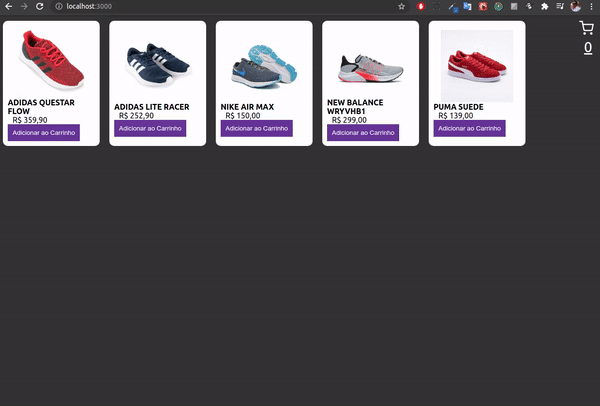 localhost:3000
0
ADIDAS QUESTAR
FLOW
R$ 359,90
Adicionar ao Carrinho
ADIDAS LITE RACER
R$ 252,90
Adicionar ao Carrinho
NIKE AIR MAX
R$ 150,00
Adicionar ao Carrinho
NEW BALANCE
WRYVHB1
R$ 299,00
Adicionar ao Carrinho
PUMA SUEDE
R$ 139,00
Adicionar ao Carrinho